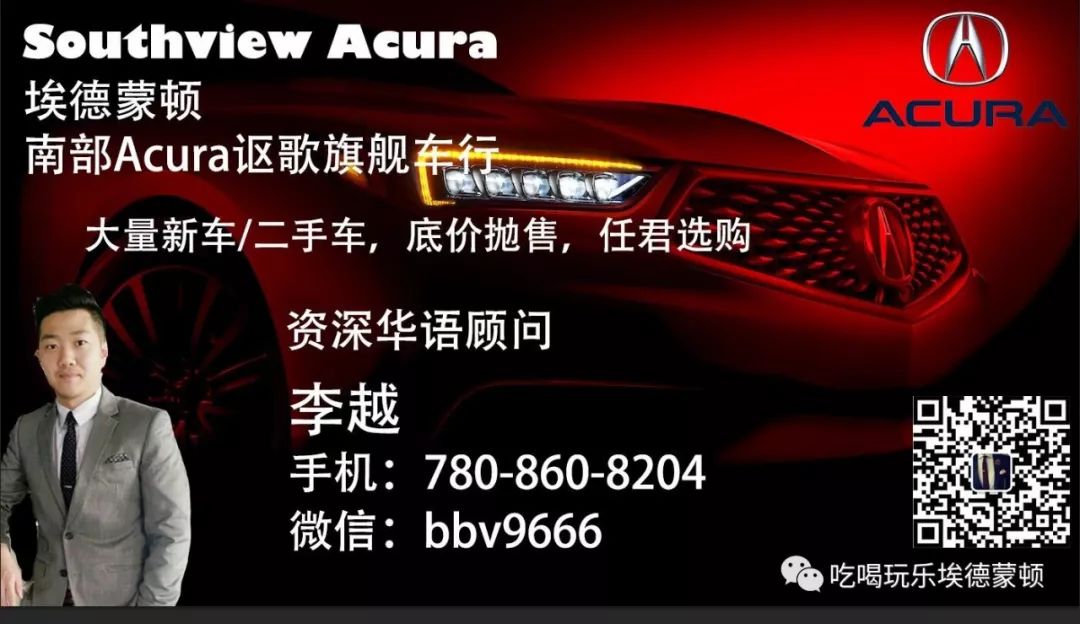 Southview Acura
ACURA
埃德蒙顿
南部Acura讴歌旗舰车行
大量新车/二手车，底价抛售，任君选购
资深华语顾问
李越
手机：780-860-8204
微信：bbv9666
吃喝玩乐埃德蒙顿